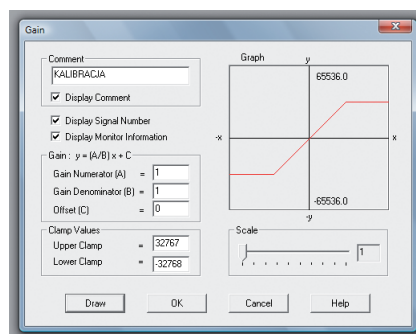 Gain
Comment
KALIBRACJA
Display Comment
Display Signal Number
Display Monitor Information
Gain : y = (A/B) x + C
Gain Numerator (A) = 1
Gain Denominator (B) = 1
Offset (C) = 0
Clamp Values
Upper Clamp = 32767
Lower Clamp = -32768
Graph
y
65536.0
-x
x
-65536.0
-y
Scale
1
Draw
OK
Cancel
Help